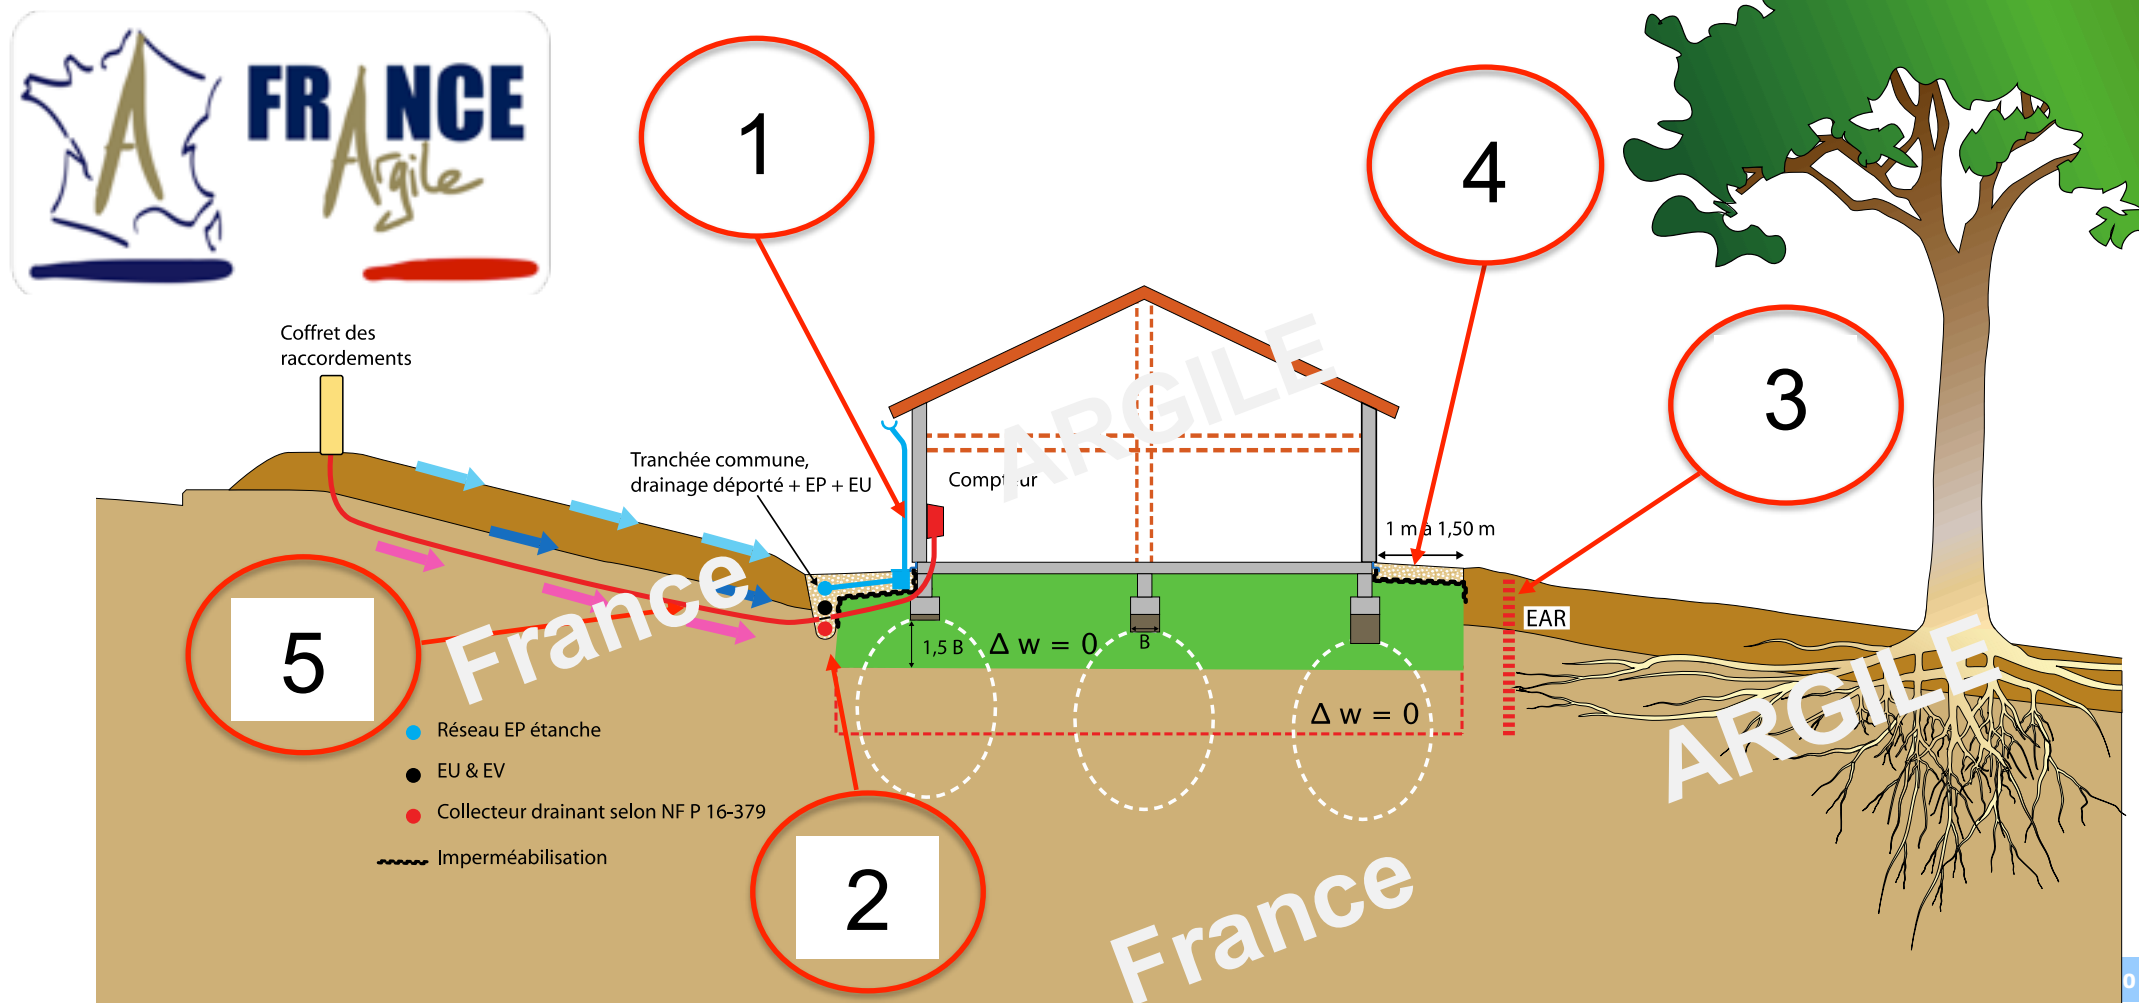 FRANCE
Argile
1
4
3
Coffret des
raccordements
Tranchée commune,
drainage déporté + EP + EU
Compteur
ARGILE
1 m à 1,50 m
5
France
1,5 B
Δ w = 0
B
Δ w = 0
EAR
ARGILE
Réseau EP étanche
EU & EV
Collecteur drainant selon NF P 16-379
Imperméabilisation
2
France
0